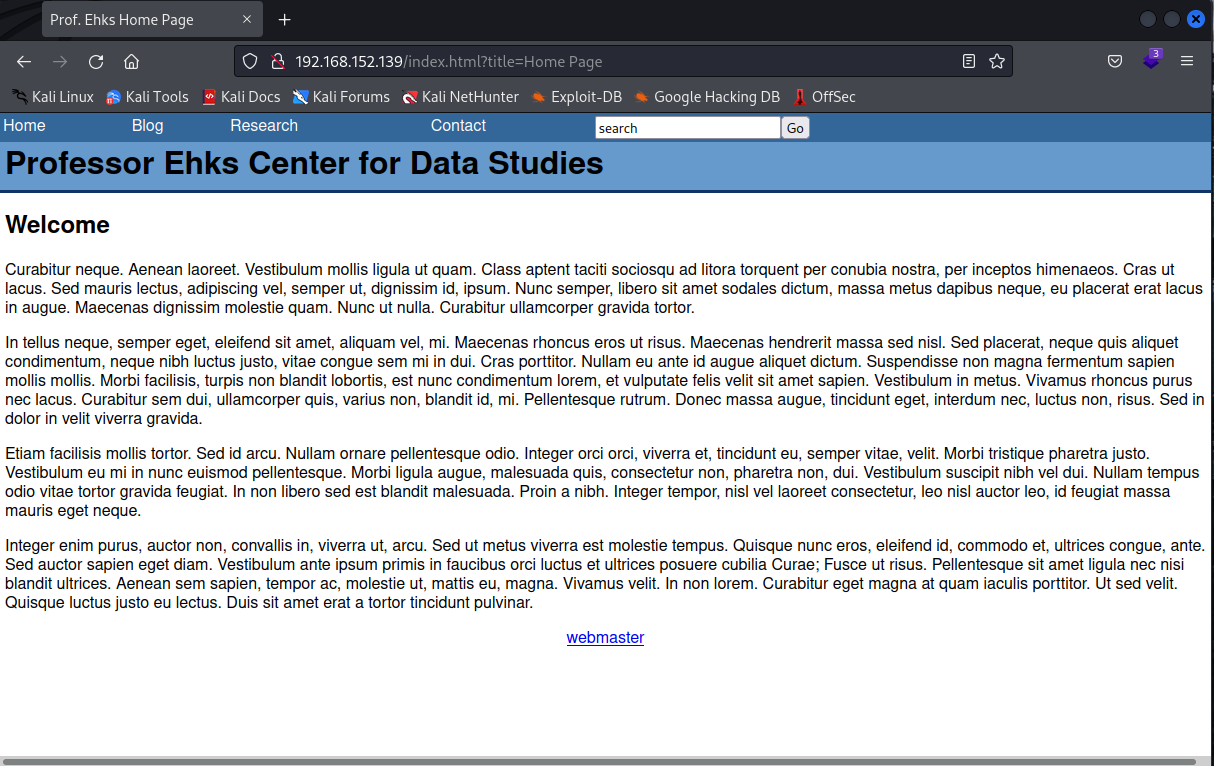 Prof. Ehks Home Page
192.168.152.139/index.html?title=Home Page
3
Kali Linux Kali Tools Kali Docs Kali Forums Kali NetHunter Exploit-DB Google Hacking DB OffSec
Home Blog Research Contact search Go
Professor Ehks Center for Data Studies
Welcome
Curabitur neque. Aenean laoreet. Vestibulum mollis ligula ut quam. Class aptent taciti sociosqu ad litora torquent per conubia nostra, per inceptos himenaeos. Cras ut
lacus. Sed mauris lectus, adipiscing vel, semper ut, dignissim id, ipsum. Nunc semper, libero sit amet sodales dictum, massa metus dapibus neque, eu placerat erat lacus
in augue. Maecenas dignissim molestie quam. Nunc ut nulla. Curabitur ullamcorper gravida tortor.
In tellus neque, semper eget, eleifend sit amet, aliquam vel, mi. Maecenas rhoncus eros ut risus. Maecenas hendrerit massa sed nisl. Sed placerat, neque quis aliquet
condimentum, neque nibh luctus justo, vitae congue sem mi in dui. Cras porttitor. Nullam eu ante id augue aliquet dictum. Suspendisse non magna fermentum sapien
mollis mollis. Morbi facilisis, turpis non blandit lobortis, est nunc condimentum lorem, et vulputate felis velit sit amet sapien. Vestibulum in metus. Vivamus rhoncus purus
nec lacus. Curabitur sem dui, ullamcorper quis, varius non, blandit id, mi. Pellentesque rutrum. Donec massa augue, tincidunt eget, interdum nec, luctus non, risus. Sed in
dolor in velit viverra gravida.
Etiam facilisis mollis tortor. Sed id arcu. Nullam ornare pellentesque odio. Integer orci orci, viverra et, tincidunt eu, semper vitae, velit. Morbi tristique pharetra justo.
Vestibulum eu mi in nunc euismod pellentesque. Morbi ligula augue, malesuada quis, consectetur non, pharetra non, dui. Vestibulum suscipit nibh vel dui. Nullam tempus
odio vitae tortor gravida feugiat. In non libero sed est blandit malesuada. Proin a nibh. Integer tempor, nisl vel laoreet consectetur, leo nisl auctor leo, id feugiat massa
mauris eget neque.
Integer enim purus, auctor non, convallis in, viverra ut, arcu. Sed ut metus viverra est molestie tempus. Quisque nunc eros, eleifend id, commodo et, ultrices congue, ante.
Sed auctor sapien eget diam. Vestibulum ante ipsum primis in faucibus orci luctus et ultrices posuere cubilia Curae; Fusce ut risus. Pellentesque sit amet ligula nec nisi
blandit ultrices. Aenean sem sapien, tempor ac, molestie ut, mattis eu, magna. Vivamus velit. In non lorem. Curabitur eget magna at quam iaculis porttitor. Ut sed velit.
Quisque luctus justo eu lectus. Duis sit amet erat a tortor tincidunt pulvinar.
webmaster